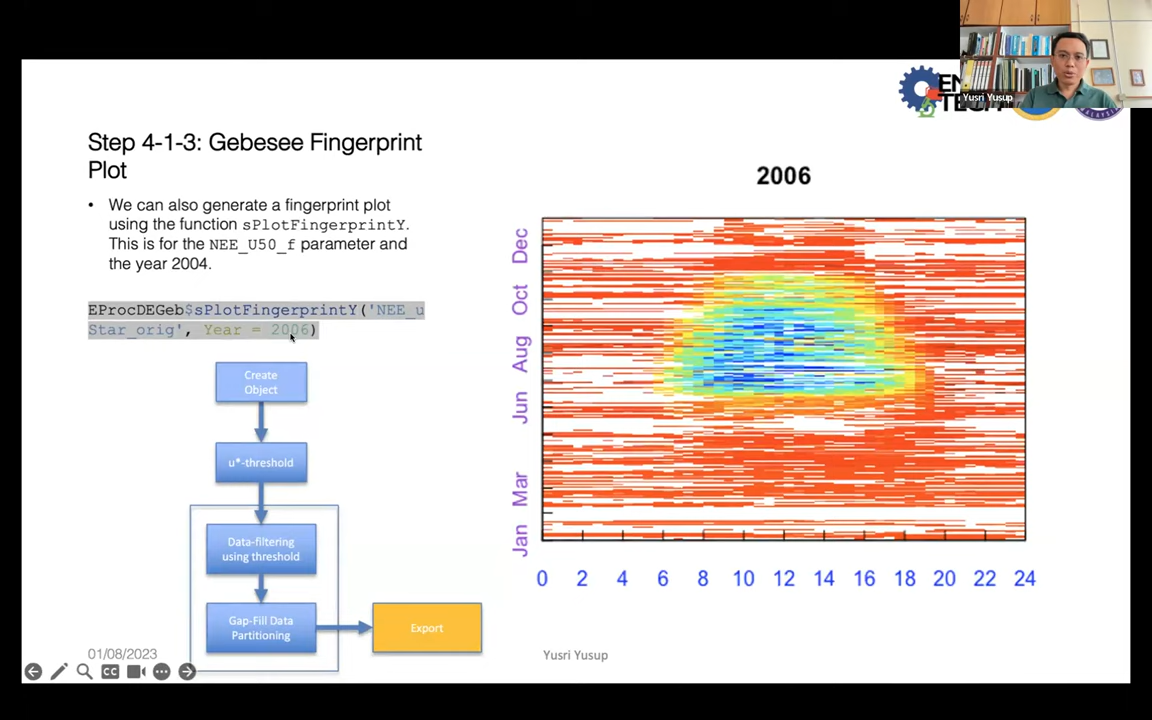 Yusri Yusup
EN
TECH
Step 4-1-3: Gebesee Fingerprint
Plot
• We can also generate a fingerprint plot
using the function sPlotFingerprintY.
This is for the NEE_U50_f parameter and
the year 2004.
EProcDEGeb$sPlotFingerprintY('NEE_u
Star_orig', Year = 2006)
Create
Object
u*-threshold
Data-filtering
using threshold
Gap-Fill Data
Partitioning
Export
2006
Dec
Oct
Aug
Jun
Mar
Jan
0 2 4 6 8 10 12 14 16 18 20 22 24
01/08/2023
Yusri Yusup
CC